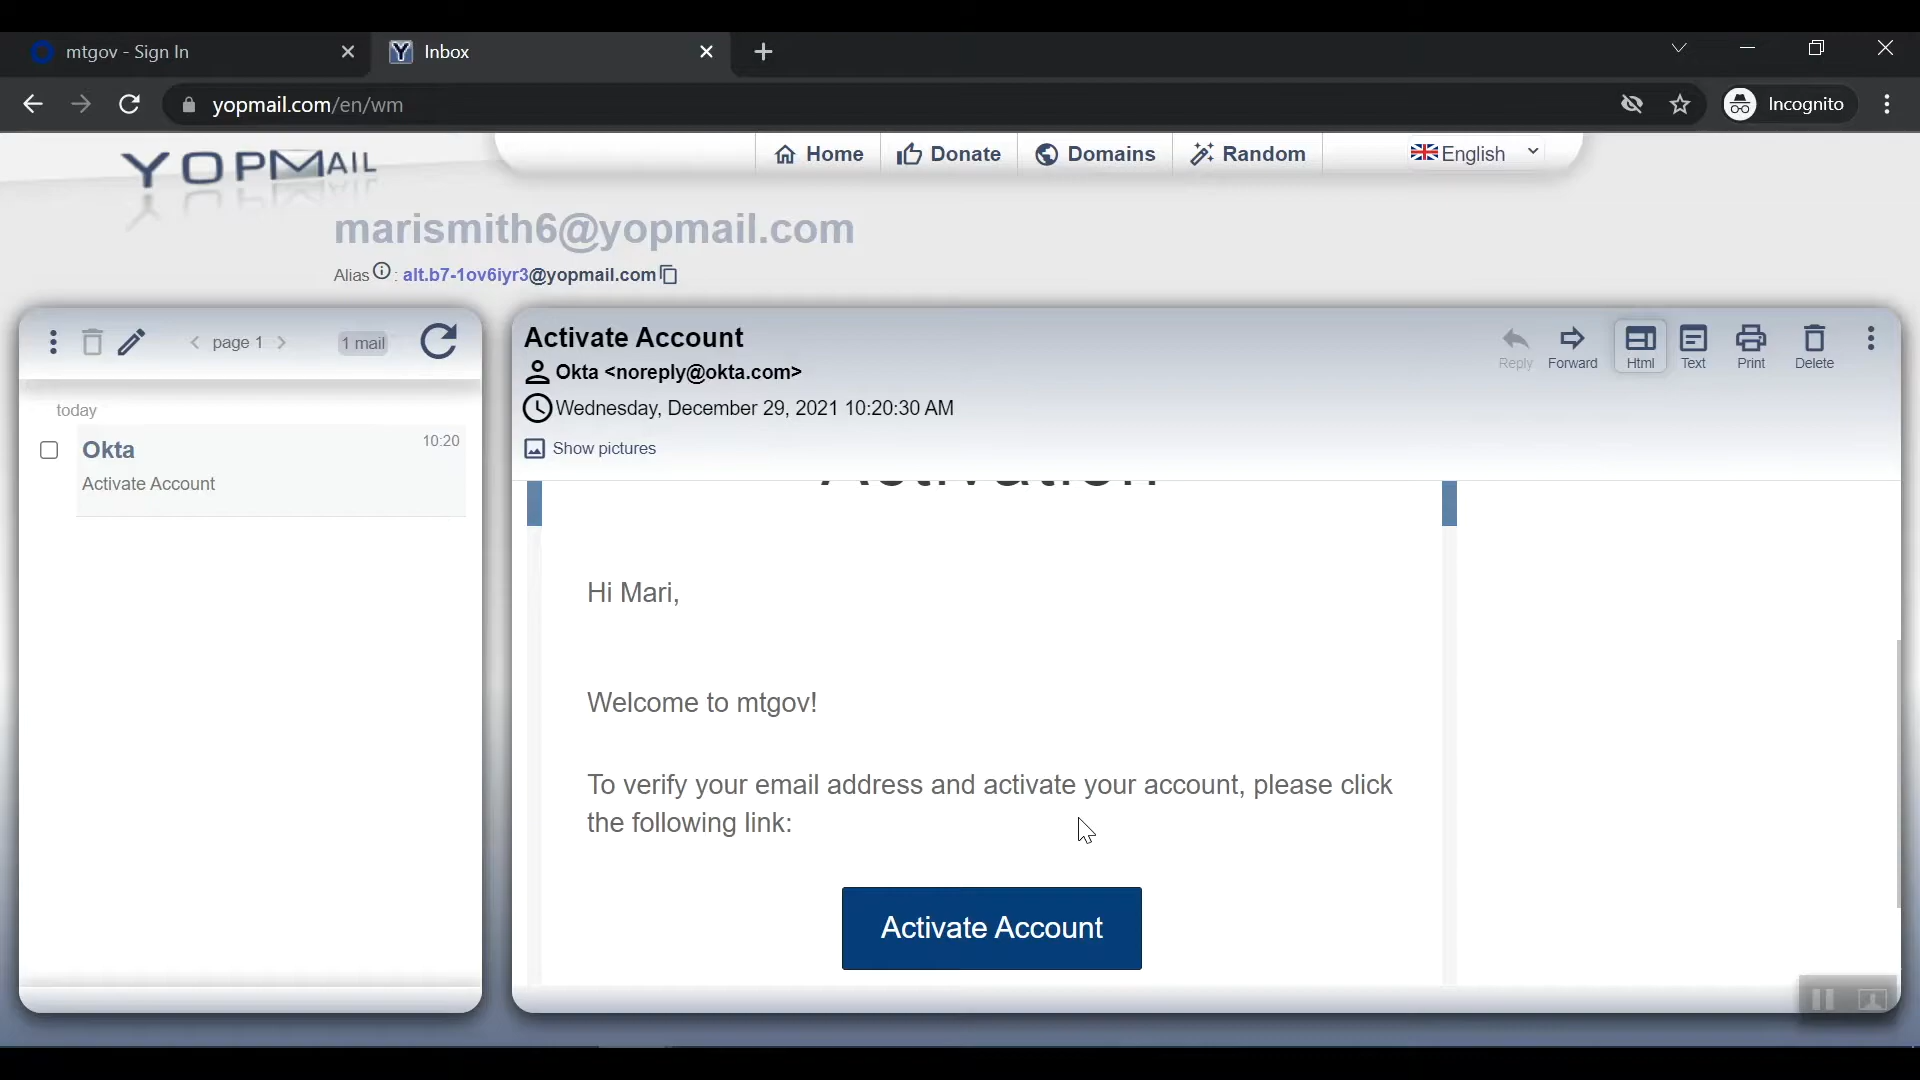 mtgov - Sign In
Inbox
yopmail.com/en/wm
Incognito
YOPMAIL
Home
Donate
Domains
Random
English
marismith6@yopmail.com
Alias : alt.b7-1ov6iyr3@yopmail.com
page 1
1 mail
today
Okta
10:20
Activate Account
Activate Account
Okta <noreply@okta.com>
Wednesday, December 29, 2021 10:20:30 AM
Show pictures
Reply
Forward
Html
Text
Print
Delete
Activation
Hi Mari,
Welcome to mtgov!
To verify your email address and activate your account, please click
the following link:
Activate Account